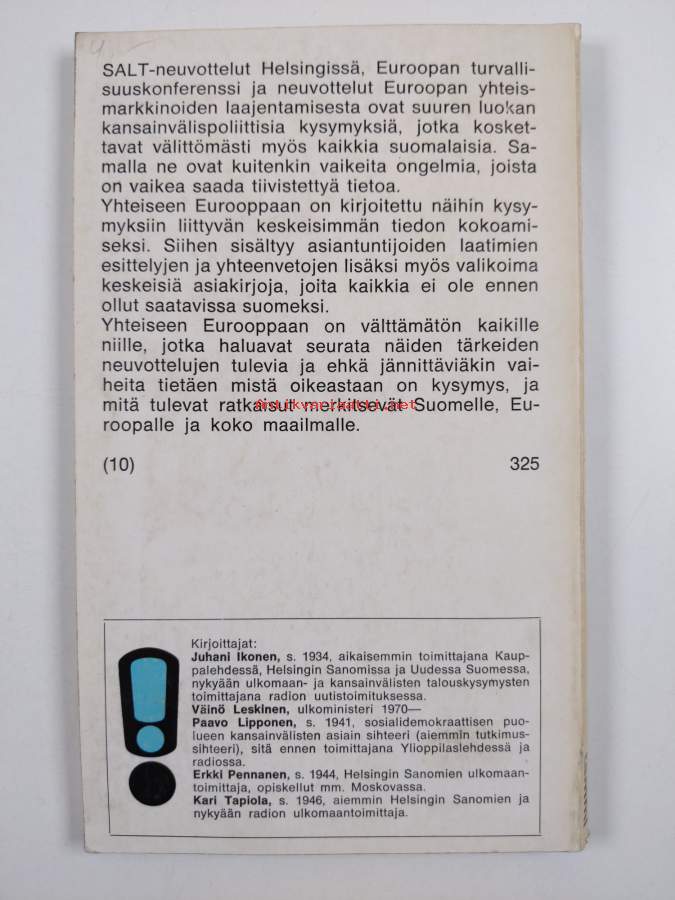 SALT-neuvottelut Helsingissä, Euroopan turvalli-
suuskonferenssi ja neuvottelut Euroopan yhteis-
markkinoiden laajentamisesta ovat suuren luokan
kansainvälispoliittisia kysymyksiä, jotka kosket-
tavat välittömästi myös kaikkia suomalaisia. Sa-
malla ne ovat kuitenkin vaikeita ongelmia, joista
on vaikea saada tiivistettyä tietoa.
Yhteiseen Eurooppaan on kirjoitettu näihin kysy-
myksiin liittyvän keskeisimmän tiedon kokoami-
seksi. Siihen sisältyy asiantuntijoiden laatimien
esittelyjen ja yhteenvetojen lisäksi myös valikoima
keskeisiä asiakirjoja, joita kaikkia ei ole ennen
ollut saatavissa suomeksi.
Yhteiseen Eurooppaan on välttämätön kaikille
niille, jotka haluavat seurata näiden tärkeiden
neuvottelujen tulevia ja ehkä jännittäviäkin vai-
heita tietäen mistä oikeastaan on kysymys, ja
mitä tulevat ratkaisut merkitsevät Suomelle, Eu-
roopalle ja koko maailmalle.
Antikvariaatti.net
(10) 325
Kirjoittajat:
Juhani Ikonen, s. 1934, aikaisemmin toimittajana Kaup-
palehdessä, Helsingin Sanomissa ja Uudessa Suomessa,
nykyään ulkomaan- ja kansainvälisten talouskysymysten
toimittajana radion uutistoimituksessa.
Väinö Leskinen, ulkoministeri 1970—
Paavo Lipponen, s. 1941, sosialidemokraattisen puo-
lueen kansainvälisten asiain sihteeri (aiemmin tutkimus-
sihteeri), sitä ennen toimittajana Ylioppilaslehdessä ja
radiossa.
Erkki Pennanen, s. 1944, Helsingin Sanomien ulkomaan-
toimittaja, opiskellut mm. Moskovassa.
Kari Tapiola, s. 1946, aiemmin Helsingin Sanomien ja
nykyään radion ulkomaantoimittaja.